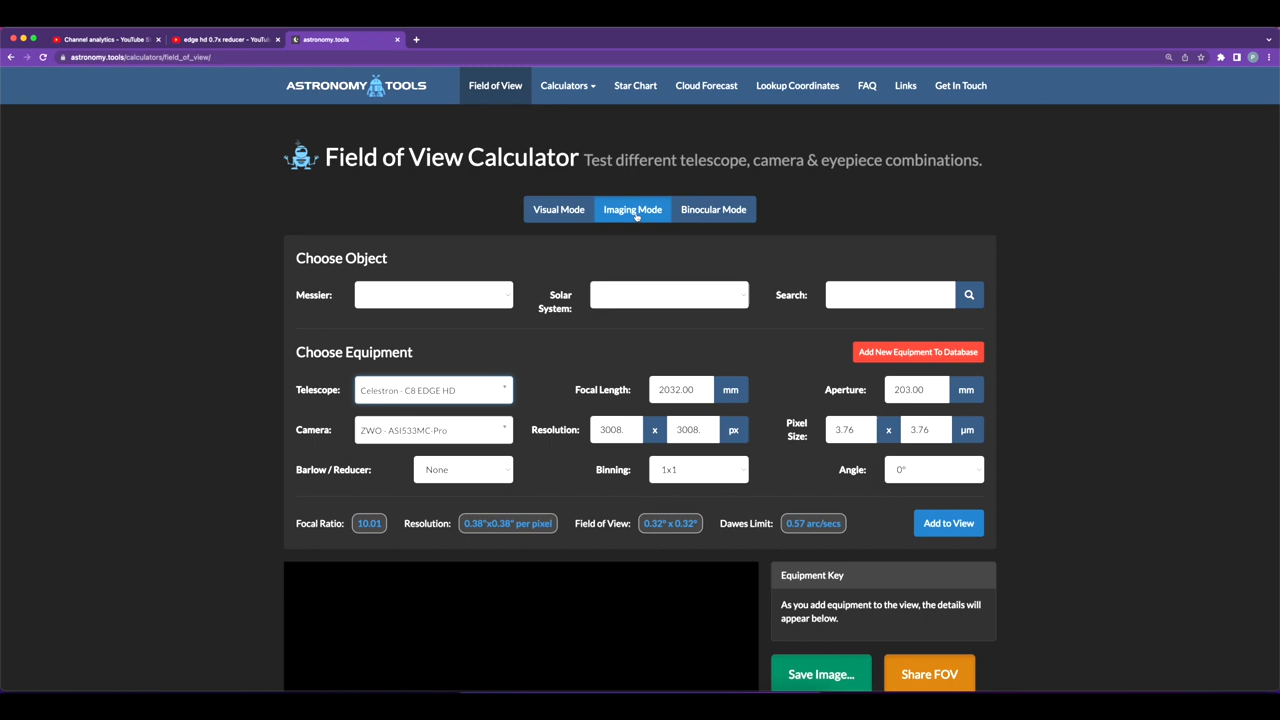 Channel analytics - YouTube S
edge hd 0.7x reducer - YouTu
astronomy.tools
astronomy.tools/calculators/field_of_view/
P
ASTRONOMY TOOLS
Field of View
Calculators
Star Chart
Cloud Forecast
Lookup Coordinates
FAQ
Links
Get In Touch
Field of View Calculator Test different telescope, camera & eyepiece combinations.
Visual Mode
Imaging Mode
Binocular Mode
Choose Object
Messier:
Solar
System:
Search:
Choose Equipment
Add New Equipment To Database
Telescope: Celestron - C8 EDGE HD
Focal Length: 2032.00 mm
Aperture: 203.00 mm
Camera: ZWO - ASI533MC-Pro
Resolution: 3008. x 3008. px
Pixel
Size: 3.76 x 3.76 µm
Barlow / Reducer: None
Binning: 1x1
Angle: 0°
Focal Ratio: 10.01
Resolution: 0.38"x0.38" per pixel
Field of View: 0.32° x 0.32°
Dawes Limit: 0.57 arc/secs
Add to View
Equipment Key
As you add equipment to the view, the details will
appear below.
Save Image...
Share FOV